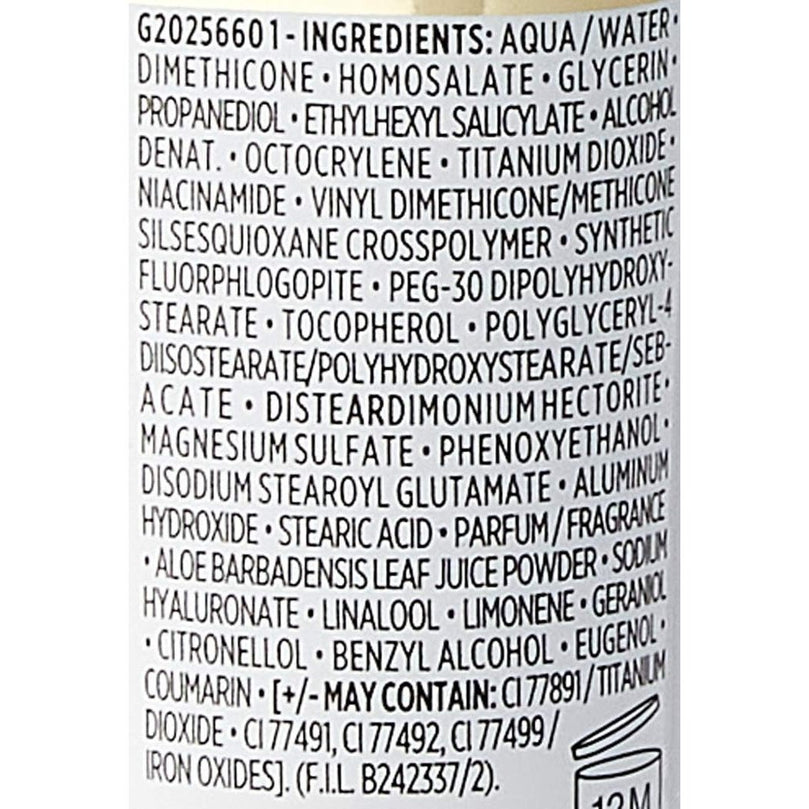 G20256601 - INGREDIENTS: AQUA / WATER •
DIMETHICONE • HOMOSALATE • GLYCERIN •
PROPANEDIOL • ETHYLHEXYL SALICYLATE • ALCOHOL
DENAT. • OCTOCRYLENE • TITANIUM DIOXIDE •
NIACINAMIDE • VINYL DIMETHICONE/METHICONE
SILSESQUIOXANE CROSSPOLYMER • SYNTHETIC
FLUORPHLOGOPITE • PEG-30 DIPOLYHYDROXY-
STEARATE • TOCOPHEROL • POLYGLYCERYL-4
DIISOSTEARATE/POLYHYDROXYSTEARATE/SEB-
ACATE • DISTEARDIMONIUM HECTORITE •
MAGNESIUM SULFATE • PHENOXYETHANOL •
DISODIUM STEAROYL GLUTAMATE • ALUMINUM
HYDROXIDE • STEARIC ACID • PARFUM / FRAGRANCE
• ALOE BARBADENSIS LEAF JUICE POWDER • SODIUM
HYALURONATE • LINALOOL • LIMONENE • GERANIOL
• CITRONELLOL • BENZYL ALCOHOL • EUGENOL •
COUMARIN • [+/- MAY CONTAIN: CI 77891 / TITANIUM
DIOXIDE • CI 77491, CI 77492, CI 77499 /
IRON OXIDES]. (F.I.L. B242337/2).
12M